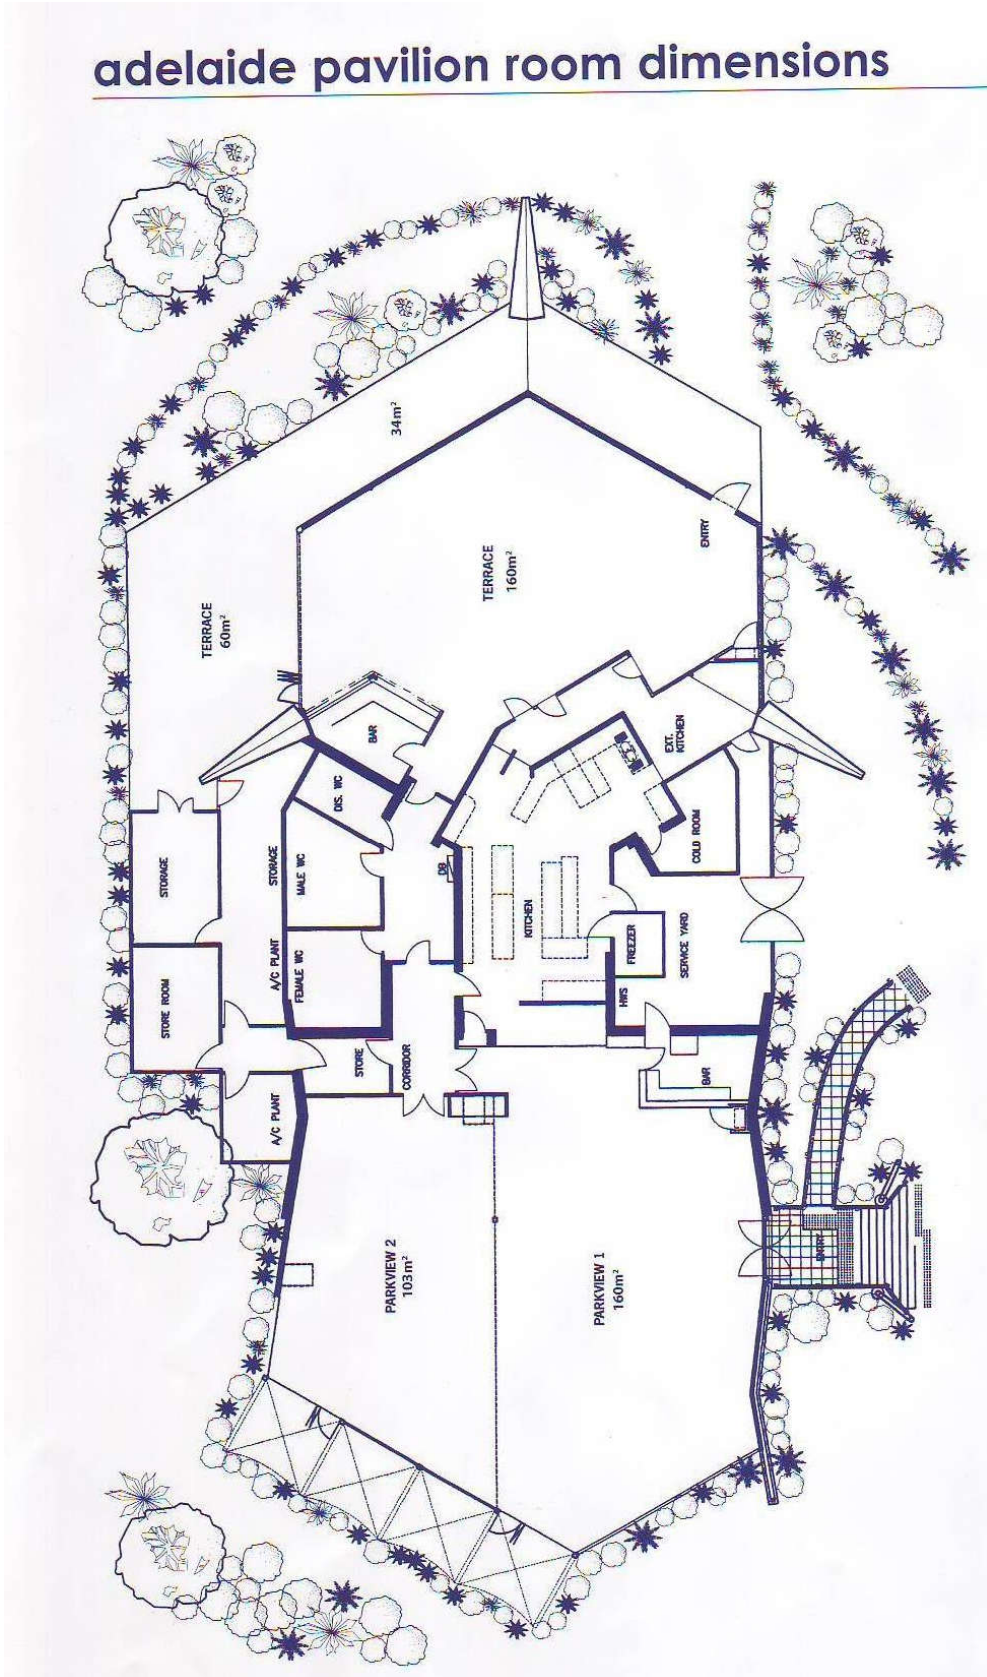 adelaide pavilion room dimensions
34m²
TERRACE
60m²
TERRACE
160m²
ENTRY
BAR
EXT.
KITCHEN
DIS. WC
STORAGE
STORAGE
MALE WC
DB
COLD ROOM
KITCHEN
FREEZER
SERVICE YARD
A/C PLANT
FEMALE WC
STORE ROOM
HWS
STORE
CORRIDOR
BAR
A/C PLANT
PARKVIEW 2
103m²
PARKVIEW 1
160m²
ENTRY